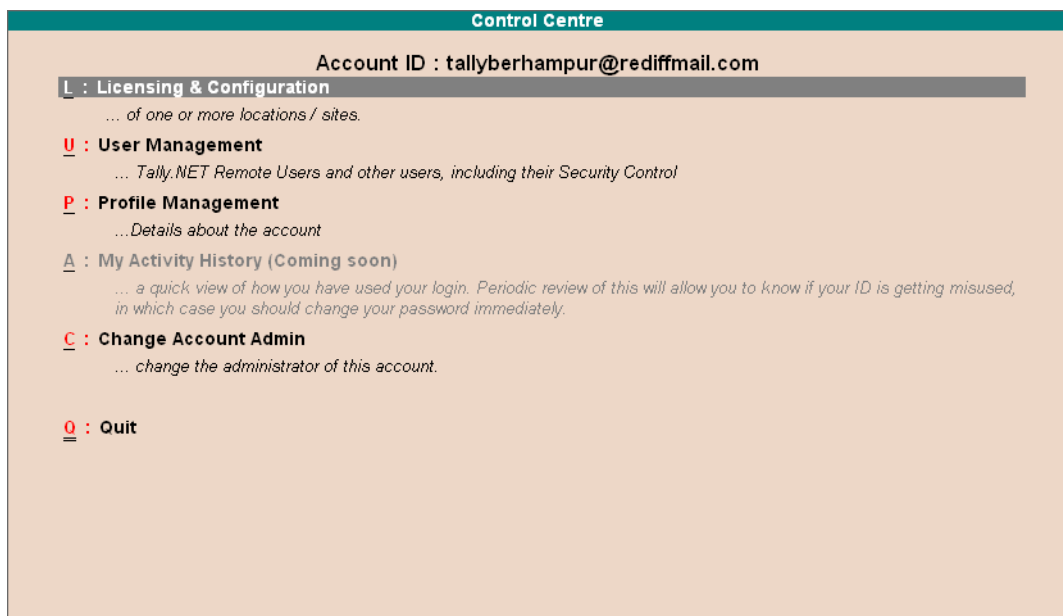 Control Centre
Account ID : tallyberhampur@rediffmail.com
L : Licensing & Configuration
... of one or more locations / sites.
U : User Management
... Tally.NET Remote Users and other users, including their Security Control
P : Profile Management
...Details about the account
A : My Activity History (Coming soon)
... a quick view of how you have used your login. Periodic review of this will allow you to know if your ID is getting misused,
in which case you should change your password immediately.
C : Change Account Admin
... change the administrator of this account.
Q : Quit